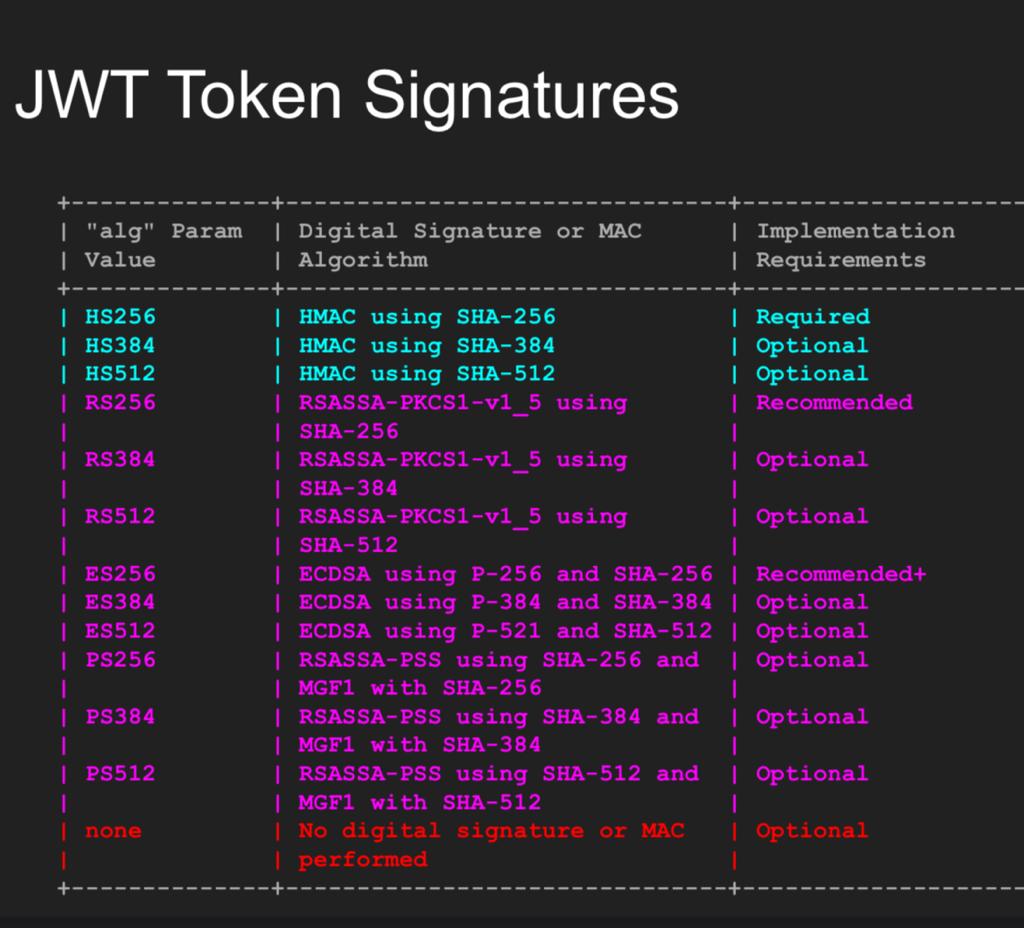 JWT Token Signatures
+--------------+-------------------------------+--------------------
| "alg" Param | Digital Signature or MAC | Implementation
| Value | Algorithm | Requirements
+--------------+-------------------------------+--------------------
| HS256 | HMAC using SHA-256 | Required
| HS384 | HMAC using SHA-384 | Optional
| HS512 | HMAC using SHA-512 | Optional
| RS256 | RSASSA-PKCS1-v1_5 using | Recommended
| | SHA-256 |
| RS384 | RSASSA-PKCS1-v1_5 using | Optional
| | SHA-384 |
| RS512 | RSASSA-PKCS1-v1_5 using | Optional
| | SHA-512 |
| ES256 | ECDSA using P-256 and SHA-256 | Recommended+
| ES384 | ECDSA using P-384 and SHA-384 | Optional
| ES512 | ECDSA using P-521 and SHA-512 | Optional
| PS256 | RSASSA-PSS using SHA-256 and | Optional
| | MGF1 with SHA-256 |
| PS384 | RSASSA-PSS using SHA-384 and | Optional
| | MGF1 with SHA-384 |
| PS512 | RSASSA-PSS using SHA-512 and | Optional
| | MGF1 with SHA-512 |
| none | No digital signature or MAC | Optional
| | performed |
+--------------+-------------------------------+--------------------